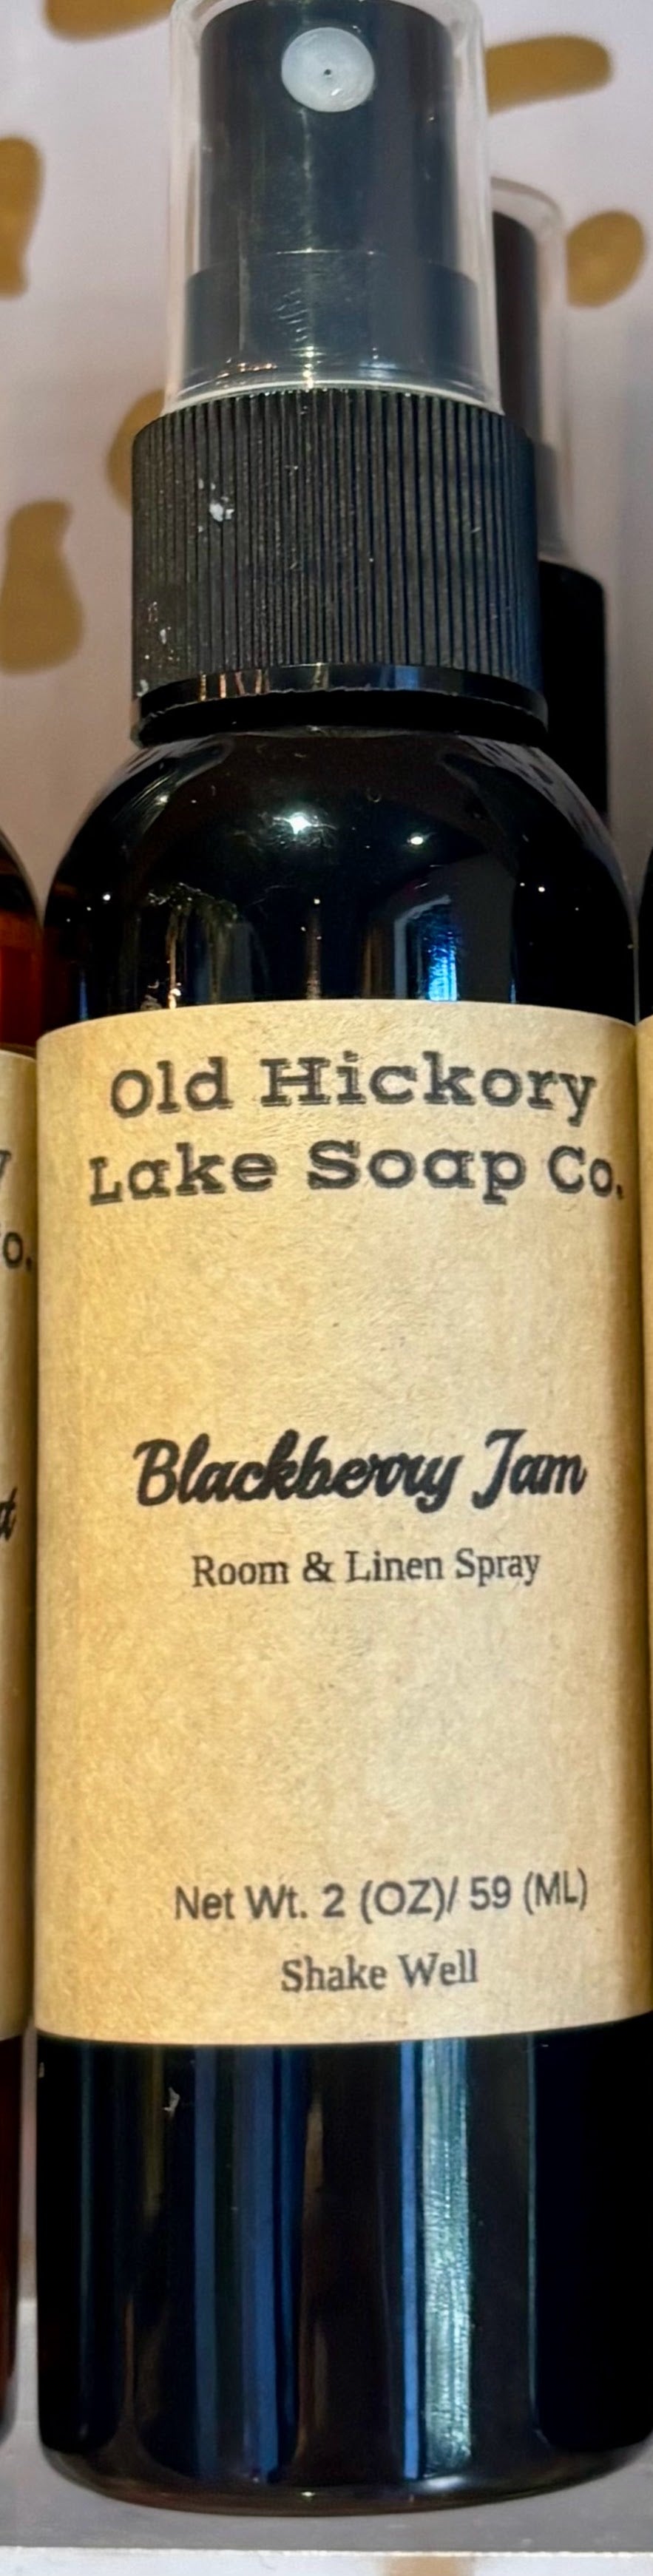 Old Hickory
Lake Soap Co.
Blackberry Jam
Room & Linen Spray
Net Wt. 2 (OZ)/ 59 (ML)
Shake Well